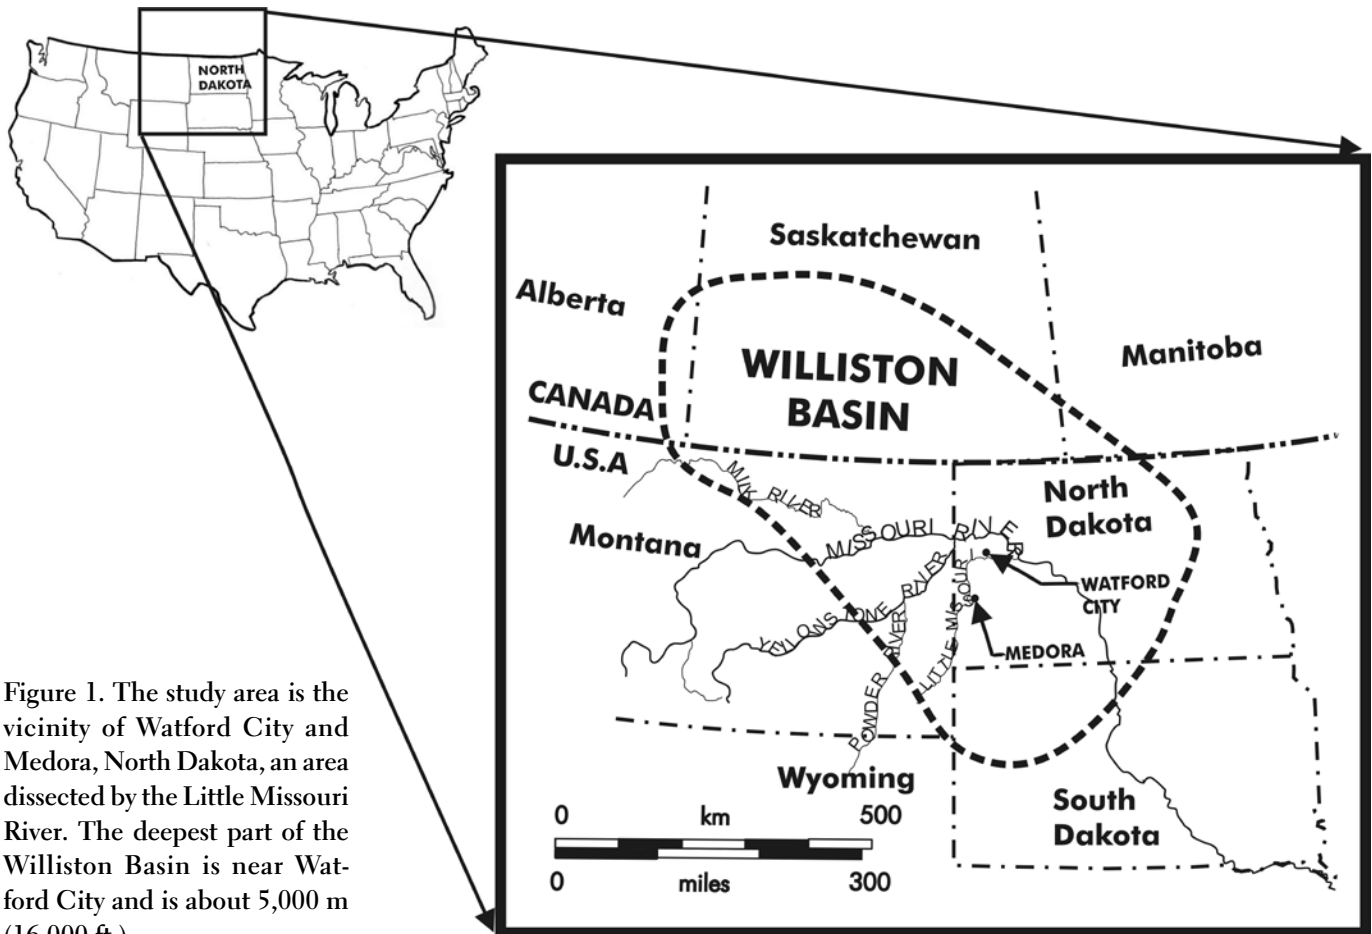 NORTH
DAKOTA
Saskatchewan
Alberta
Manitoba
WILLISTON
BASIN
CANADA
U.S.A
North
Dakota
MILK RIVER
MISSOURI RIVER
Montana
WATFORD
CITY
YELLOWSTONE RIVER
POWDER RIVER
LITTLE MISSOURI
MEDORA
Wyoming
South
Dakota
0 km 500
0 miles 300
Figure 1. The study area is the
vicinity of Watford City and
Medora, North Dakota, an area
dissected by the Little Missouri
River. The deepest part of the
Williston Basin is near Wat-
ford City and is about 5,000 m
(16,000 ft.)